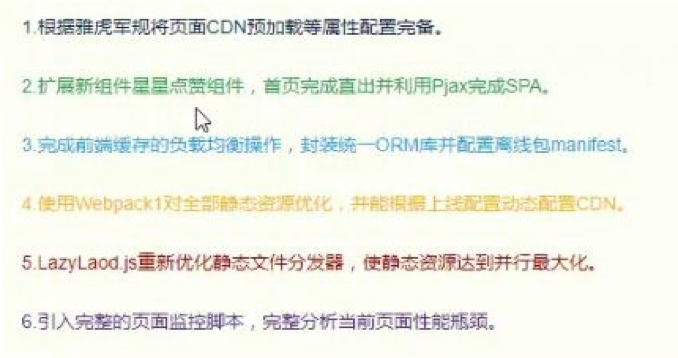 1.根据雅虎军规将页面CDN预加载等属性配置完备。
2.扩展新组件星星点赞组件，首页完成直出并利用Pjax完成SPA。
3.完成前端缓存的负载均衡操作，封装统一ORM库并配置离线包manifest。
4.使用Webpack1对全部静态资源优化，并能根据上线配置动态配置CDN。
5.LazyLaod.js重新优化静态文件分发器，使静态资源达到并行最大化。
6.引入完整的页面监控脚本，完整分析当前页面性能瓶颈。